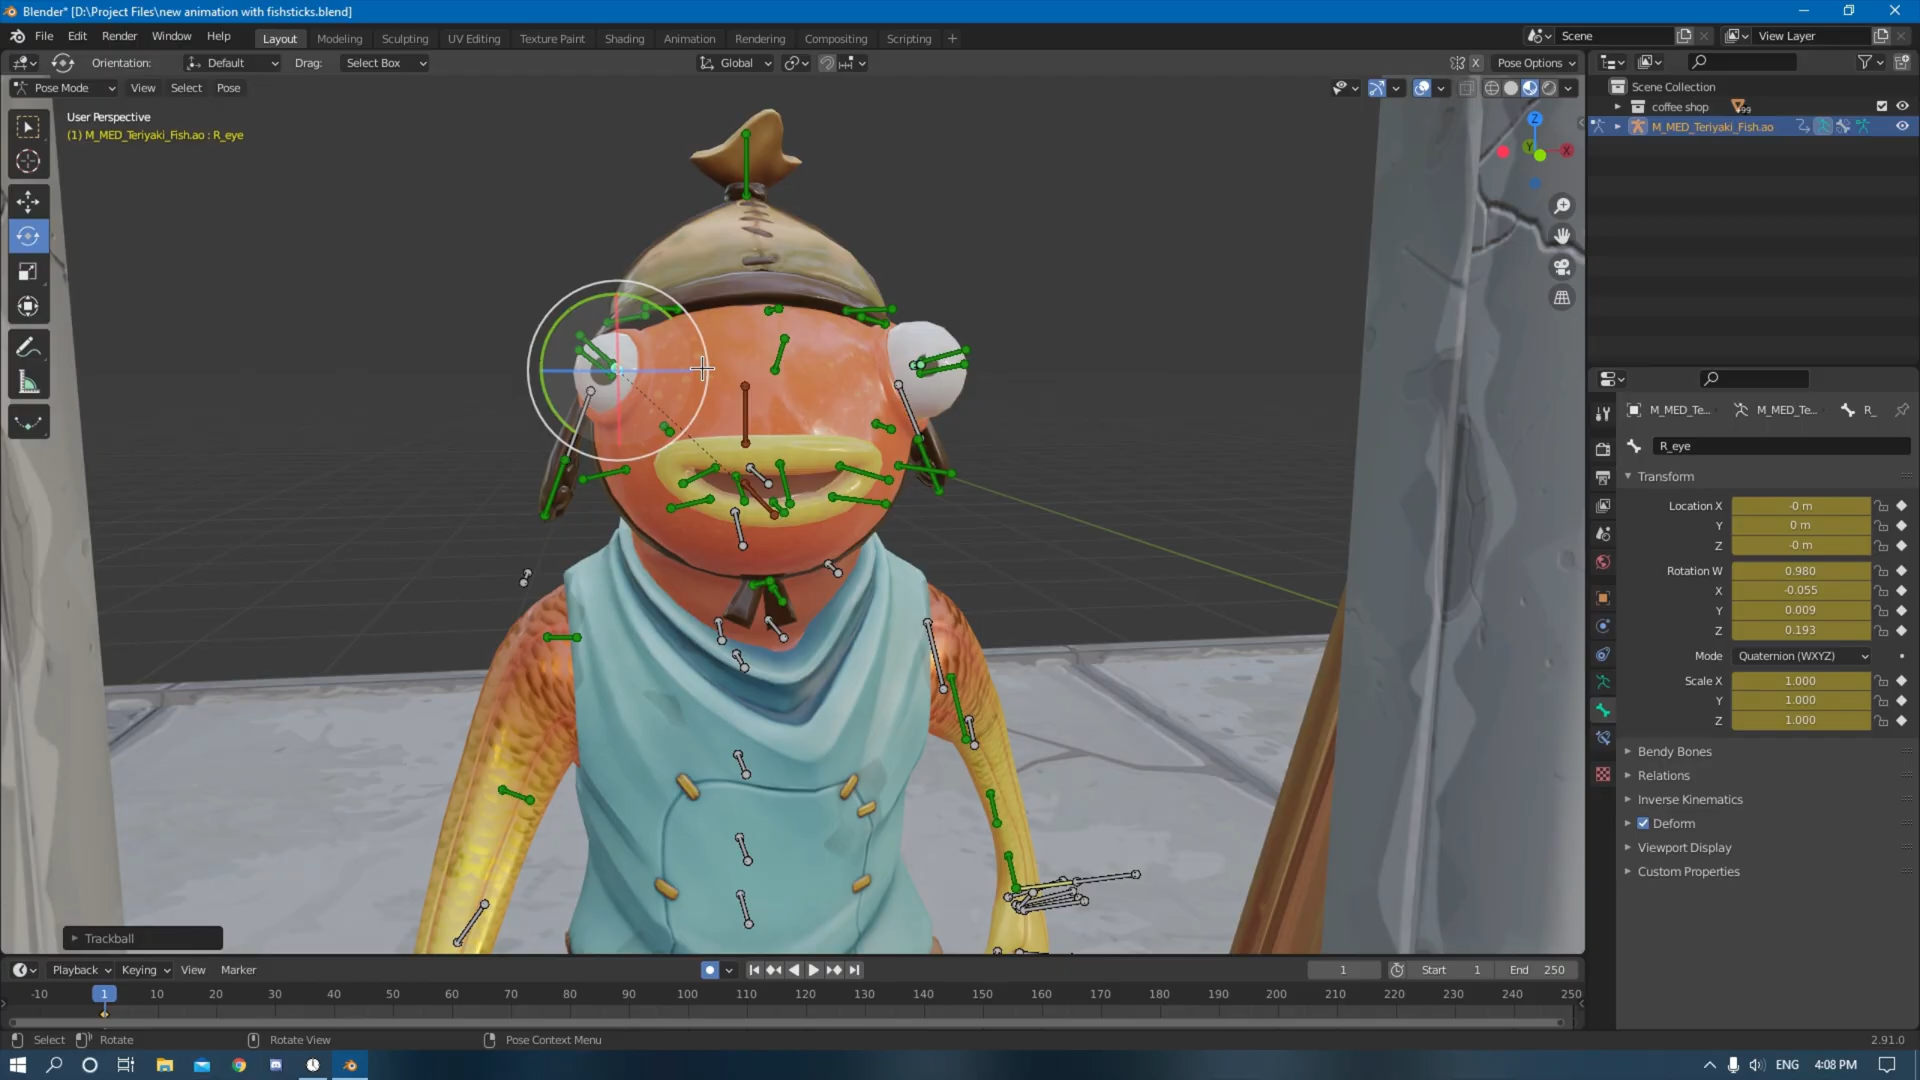 Blender* [D:\Project Files\new animation with fishsticks.blend]
File Edit Render Window Help
Layout Modeling Sculpting UV Editing Texture Paint Shading Animation Rendering Compositing Scripting +
Scene
View Layer
Orientation: Default Drag: Select Box
Global
X
Pose Options
Pose Mode View Select Pose
User Perspective
(1) M_MED_Teriyaki_Fish.ao : R_eye
Z
Y
X
Scene Collection
coffee shop 99
M_MED_Teriyaki_Fish.ao
M_MED_Te... M_MED_Te... R_
R_eye
Transform
Location X -0 m
Y 0 m
Z -0 m
Rotation W 0.980
X -0.055
Y 0.009
Z 0.193
Mode Quaternion (WXYZ)
Scale X 1.000
Y 1.000
Z 1.000
Bendy Bones
Relations
Inverse Kinematics
Deform
Viewport Display
Custom Properties
Trackball
Playback Keying View Marker
1 Start 1 End 250
-10 1 10 20 30 40 50 60 70 80 90 100 110 120 130 140 150 160 170 180 190 200 210 220 230 240 250
Select Rotate Rotate View Pose Context Menu 2.91.0
ENG 4:08 PM